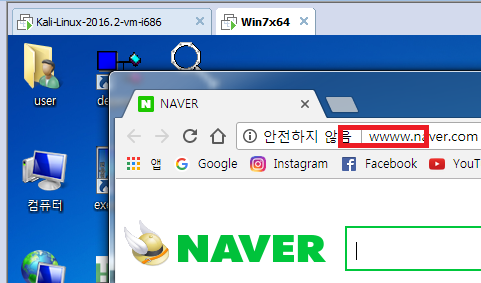 Kali-Linux-2016.2-vm-i686
Win7x64
user
de
NAVER
안전하지 않음
wwww.naver.com
앱
Google
Instagram
Facebook
YouT
컴퓨터
exe
NAVER